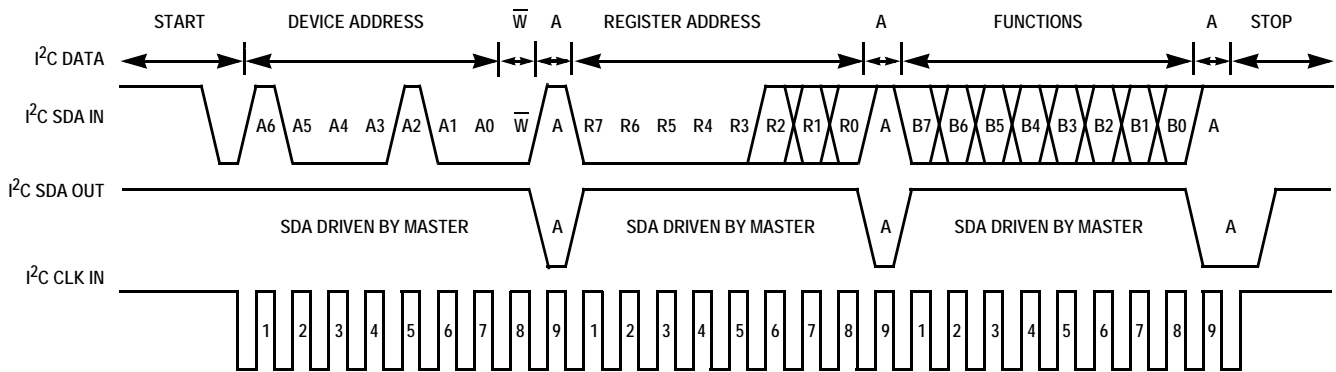 START DEVICE ADDRESS W̅ A REGISTER ADDRESS A FUNCTIONS A STOP
I²C DATA
I²C SDA IN A6 A5 A4 A3 A2 A1 A0 W̅ A R7 R6 R5 R4 R3 R2 R1 R0 A B7 B6 B5 B4 B3 B2 B1 B0 A
I²C SDA OUT
SDA DRIVEN BY MASTER A SDA DRIVEN BY MASTER A SDA DRIVEN BY MASTER A
I²C CLK IN
1 2 3 4 5 6 7 8 9 1 2 3 4 5 6 7 8 9 1 2 3 4 5 6 7 8 9